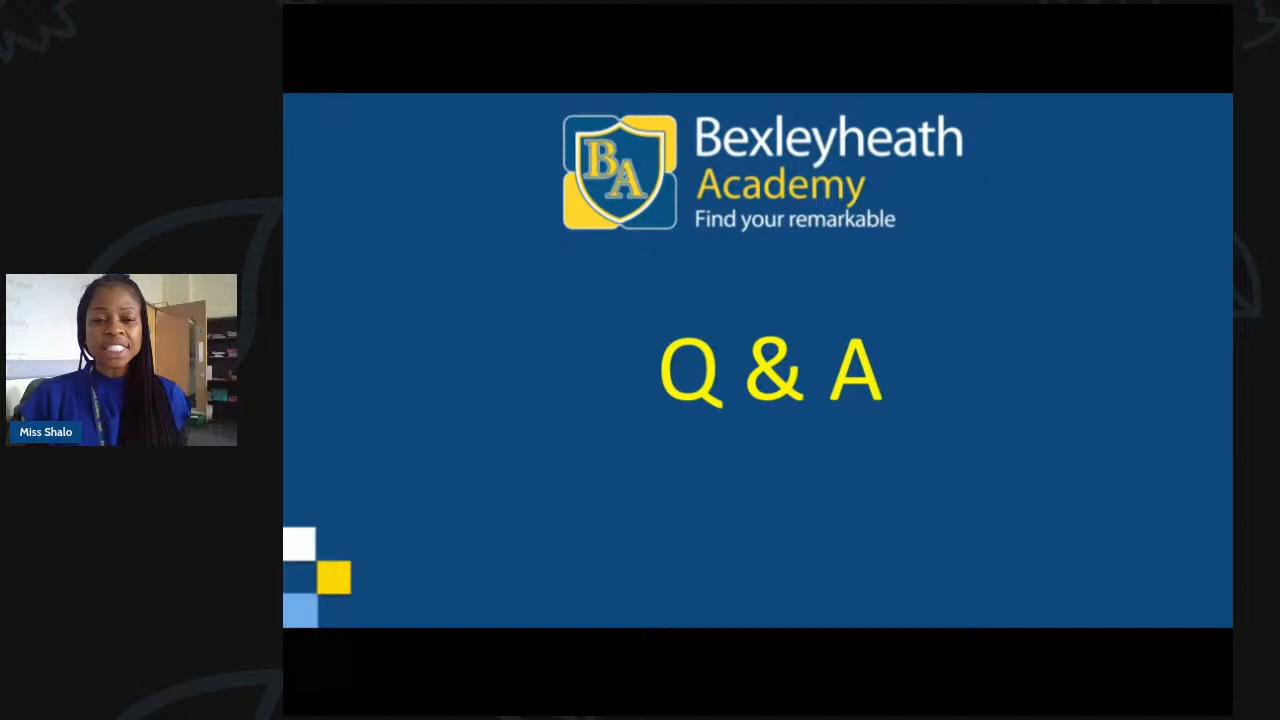 Bexleyheath
Academy
Find your remarkable
BA
Q & A
Miss Shalo